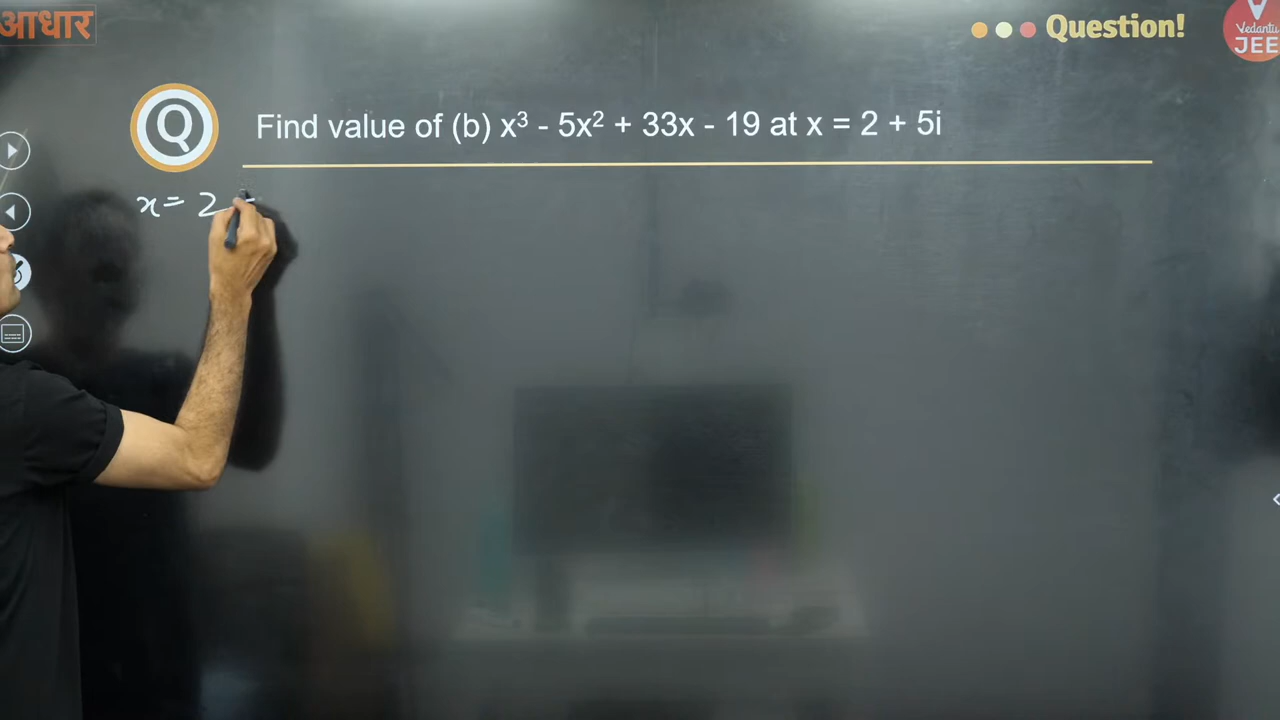 आधार
Question!
Vedantu
JEE
Q
Find value of (b) x³ - 5x² + 33x - 19 at x = 2 + 5i
x = 2